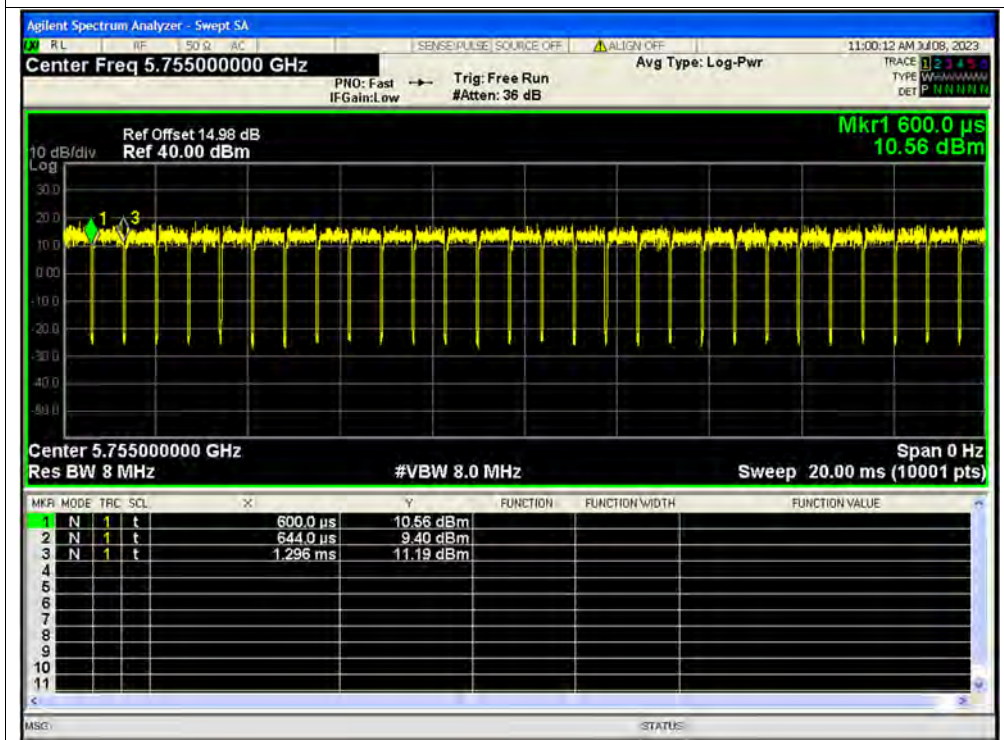 Agilent Spectrum Analyzer - Swept SA
RL RF 50 Ω AC SENSE:PULSE SOURCE OFF ALIGN OFF 11:00:12 AM Jul 08, 2023
Center Freq 5.755000000 GHz
PNO: Fast
IFGain:Low
Trig: Free Run
#Atten: 36 dB
Avg Type: Log-Pwr
TRACE 1 2 3 4 5 6
TYPE
DET P N N N N N
Mkr1 600.0 µs
10.56 dBm
Ref Offset 14.98 dB
10 dB/div Ref 40.00 dBm
Log
30.0
20.0
10.0
0.00
-10.0
-20.0
-30.0
-40.0
-50.0
1 3
Center 5.755000000 GHz Span 0 Hz
Res BW 8 MHz #VBW 8.0 MHz Sweep 20.00 ms (10001 pts)
MKR MODE TRC SCL X Y FUNCTION FUNCTION WIDTH FUNCTION VALUE
1 N 1 t 600.0 µs 10.56 dBm
2 N 1 t 644.0 µs 9.40 dBm
3 N 1 t 1.296 ms 11.19 dBm
4
5
6
7
8
9
10
11
MSG STATUS